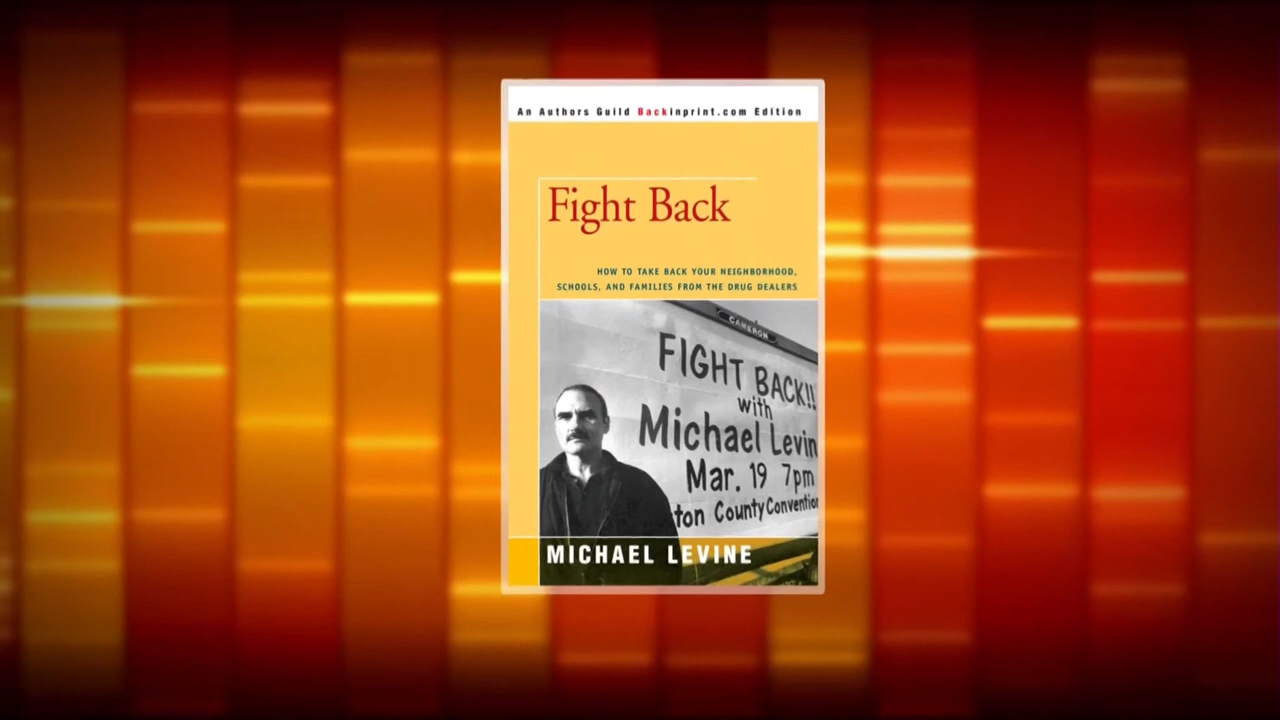 An Authors Guild Backinprint.com Edition
Fight Back
HOW TO TAKE BACK YOUR NEIGHBORHOOD,
SCHOOLS, AND FAMILIES FROM THE DRUG DEALERS
CAMERON
FIGHT BACK!!
with
Michael Levin
Mar. 19 7pm
ton County Convention
MICHAEL LEVINE